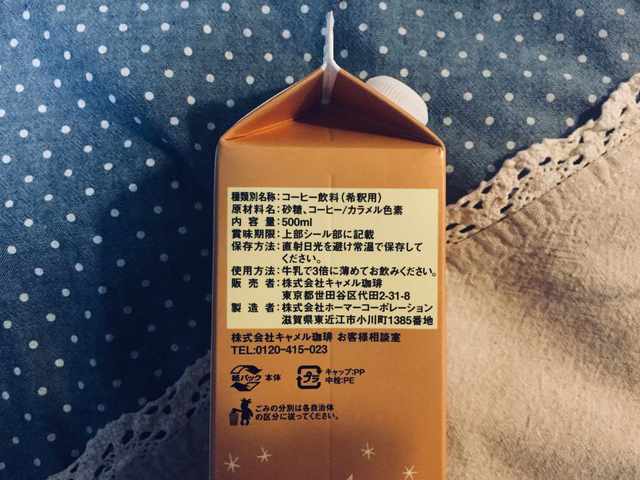 種類別名称:コーヒー飲料(希釈用)
原材料名:砂糖、コーヒー/カラメル色素
内容量:500ml
賞味期限:上部シール部に記載
保存方法:直射日光を避け常温で保存して
ください。
使用方法:牛乳で3倍に薄めてお飲みください。
販売者:株式会社キャメル珈琲
東京都世田谷区代田2-31-8
製造者:株式会社ホーマーコーポレーション
滋賀県東近江市小川町1385番地
株式会社キャメル珈琲 お客様相談室
TEL:0120-415-023
紙パック 本体
プラ キャップ:PP
中栓:PE
ごみの分別は各自治体
の区分に従ってください。